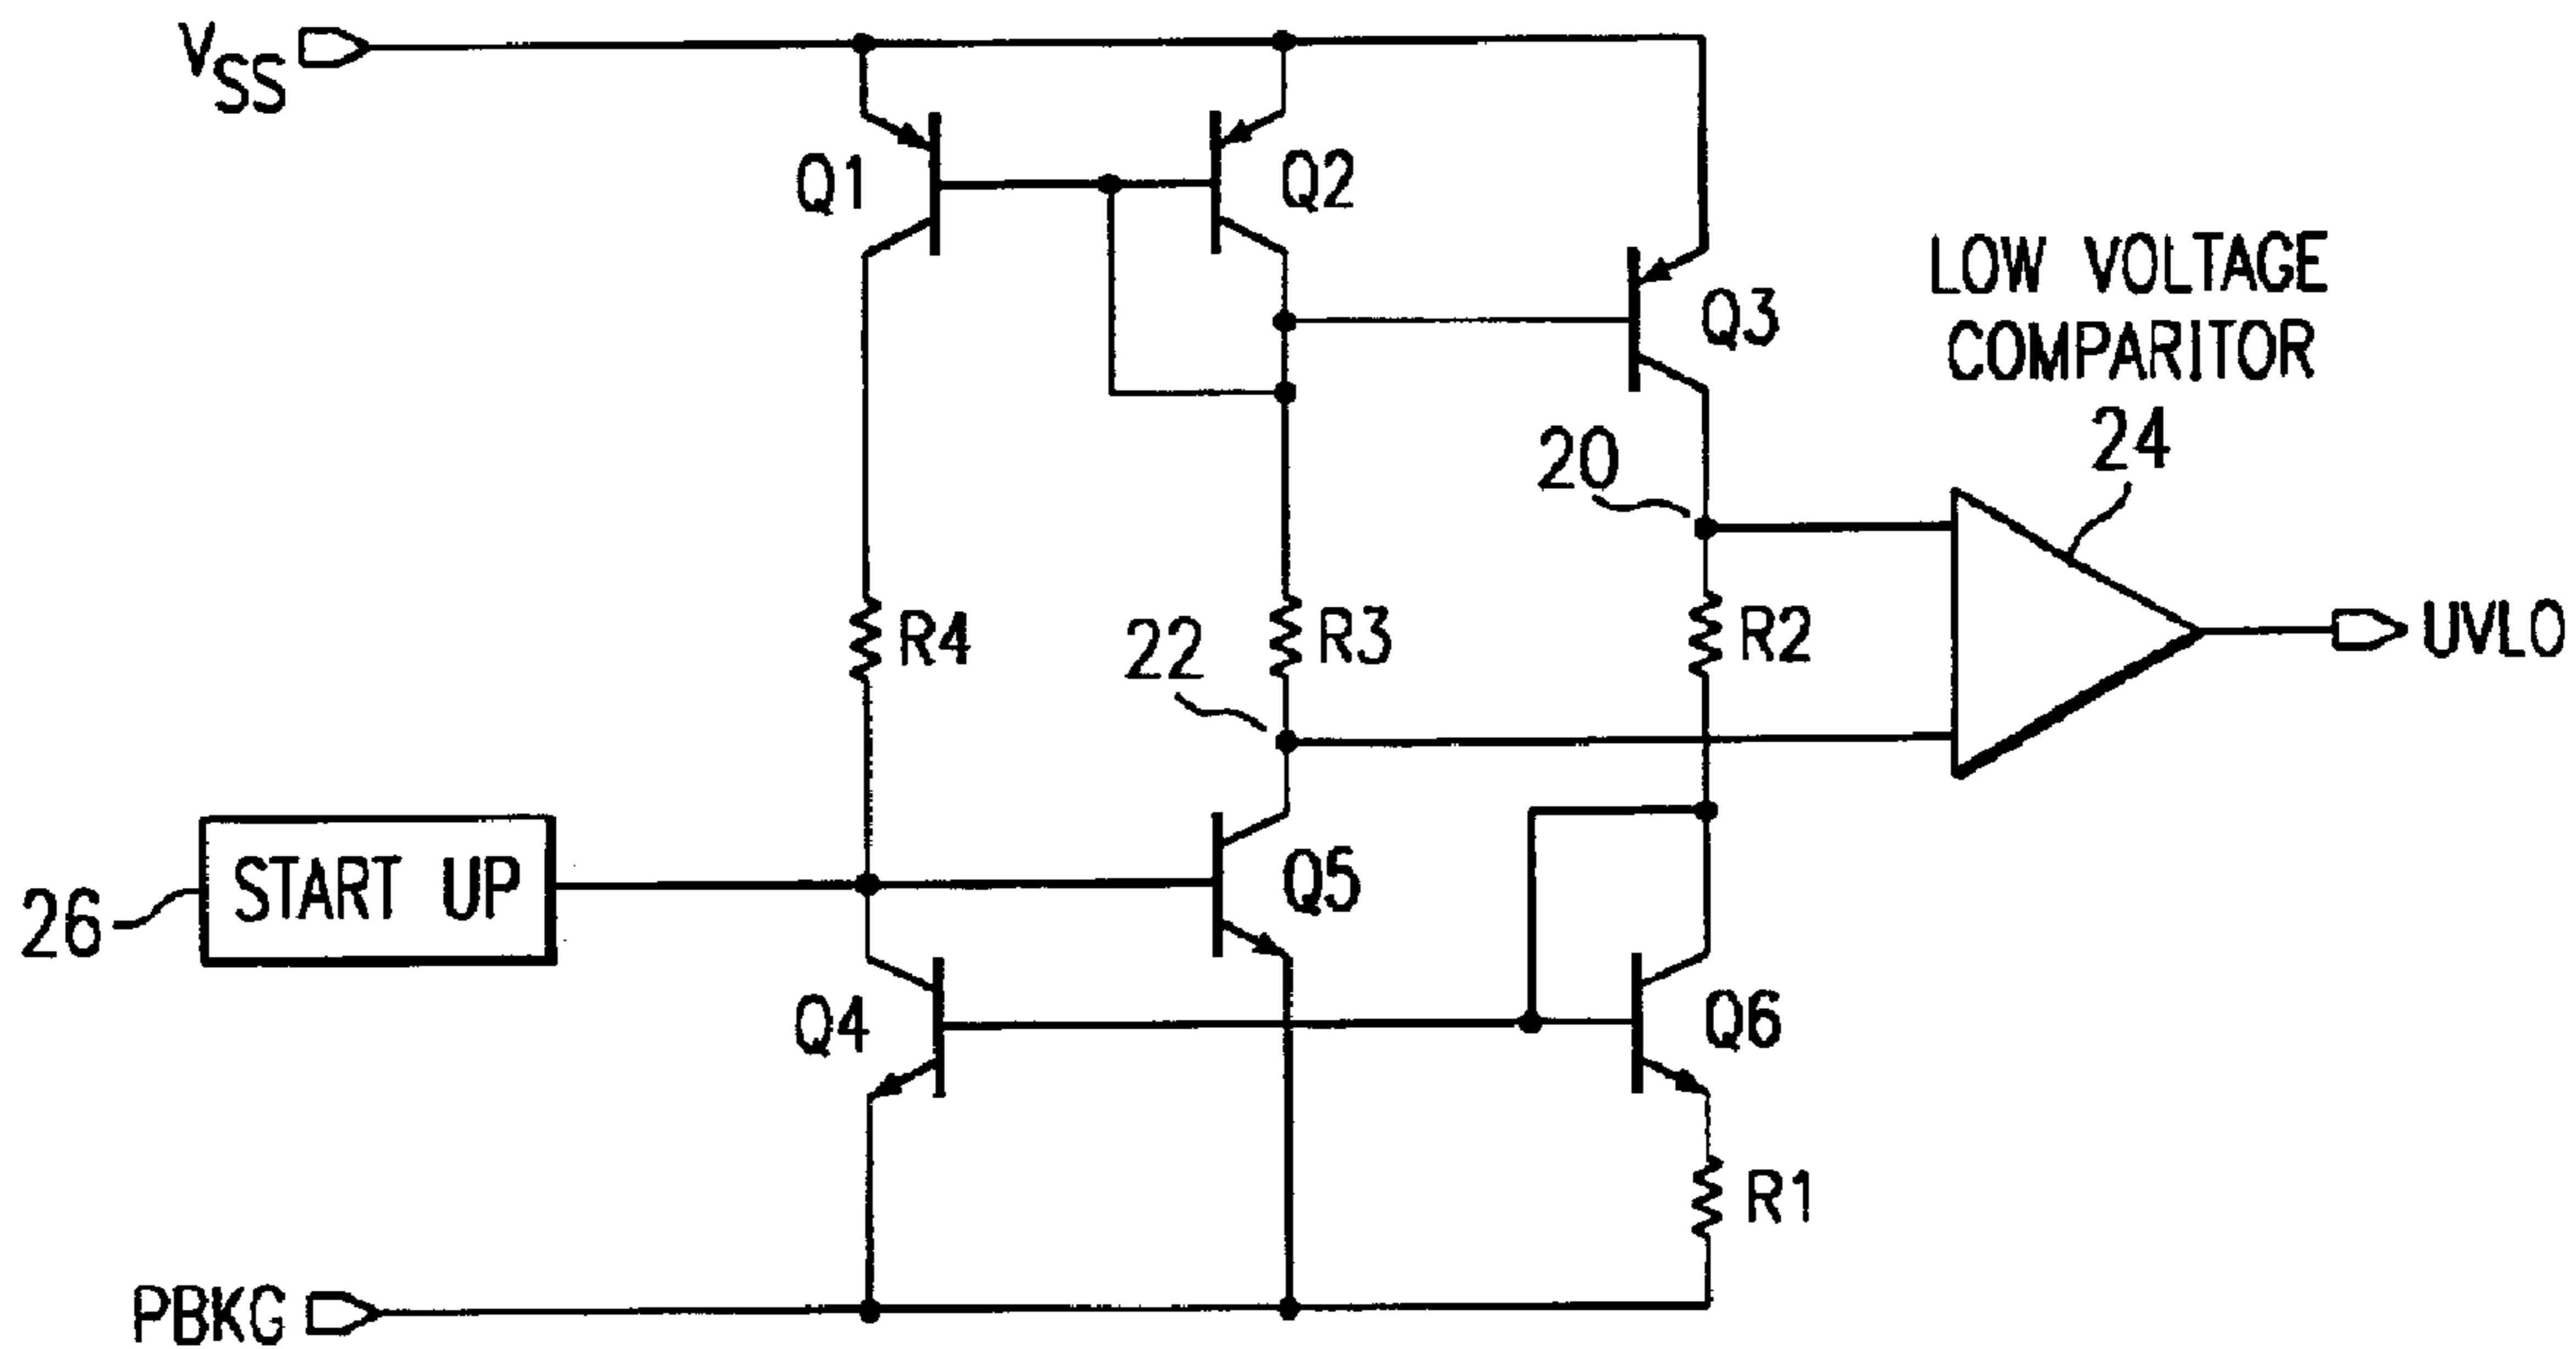 VSS
Q1
Q2
Q3
LOW VOLTAGE
COMPARITOR
24
20
R4
R3
R2
22
UVLO
START UP
26
Q5
Q4
Q6
R1
PBKG